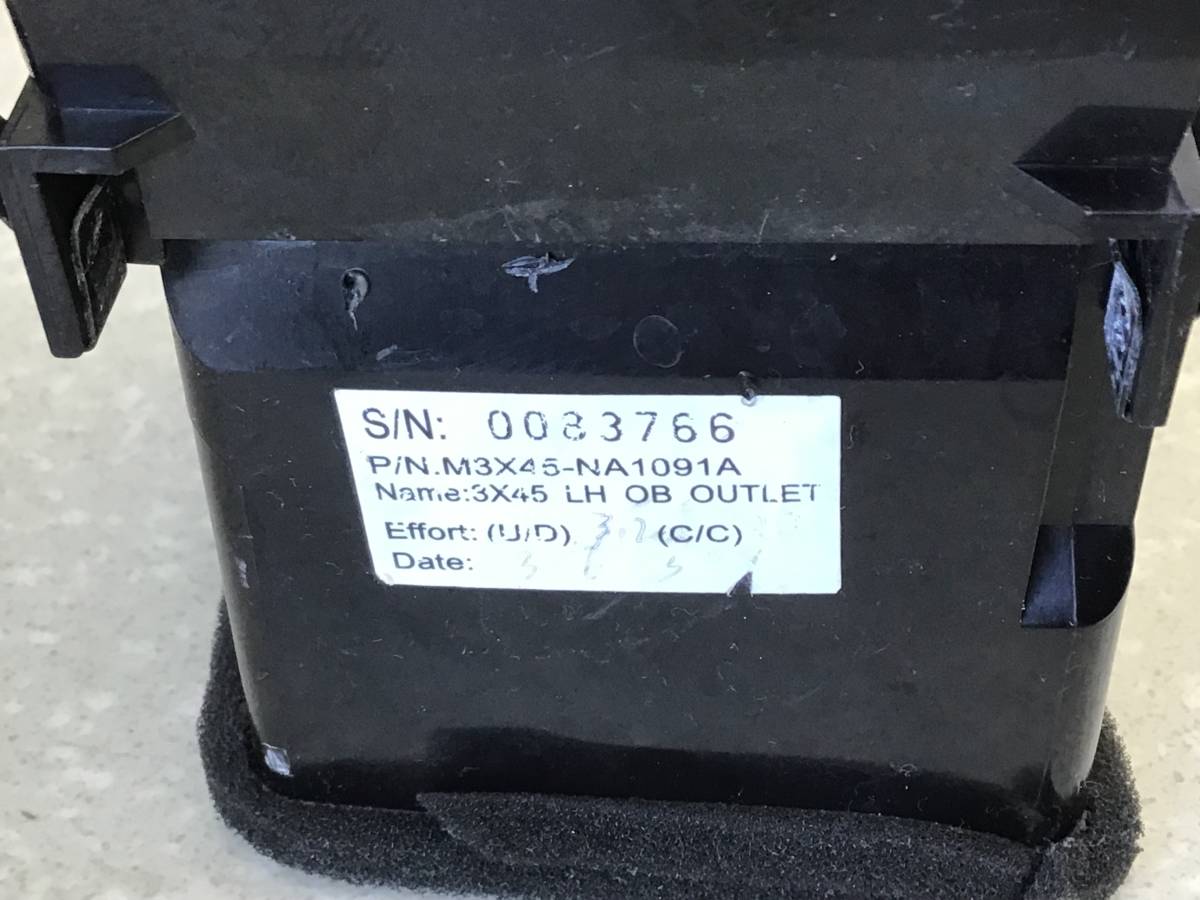 S/N: 0083766
P/N.M3X45-NA1091A
Name:3X45 LH OB OUTLET
Effort: (U/D) (C/C)
Date: